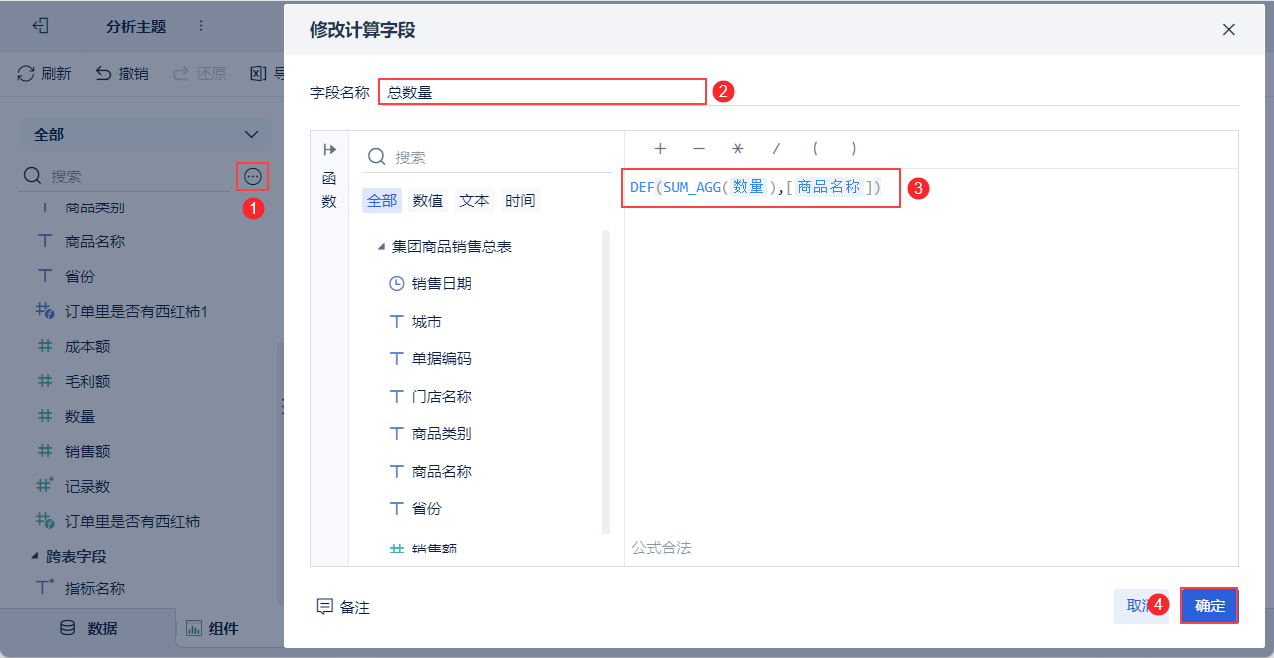 分析主题
刷新 撤销 还原
全部
搜索
1
商品类别
商品名称
省份
订单里是否有西红柿1
成本额
毛利额
数量
销售额
记录数
订单里是否有西红柿
跨表字段
指标名称
数据 组件
修改计算字段
字段名称 总数量 2
函数
搜索
全部 数值 文本 时间
集团商品销售总表
销售日期
城市
单据编码
门店名称
商品类别
商品名称
省份
销售额
+ − * / ( )
DEF(SUM_AGG(数量),[商品名称]) 3
公式合法
备注
取消 4 确定